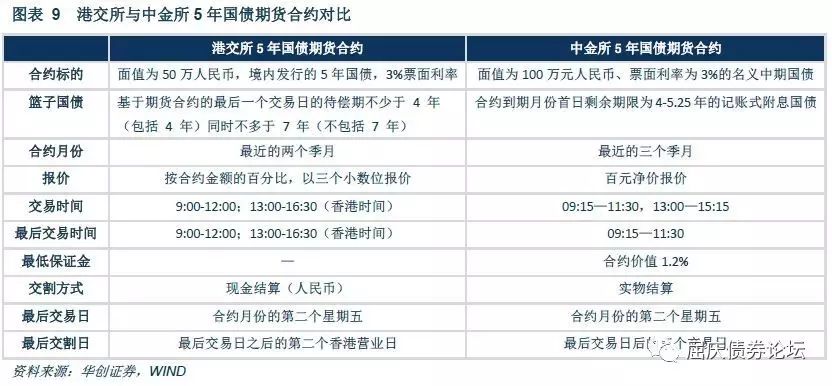 图表 9 港交所与中金所 5 年国债期货合约对比
港交所 5 年国债期货合约 中金所 5 年国债期货合约
合约标的 面值为 50 万人民币，境内发行的 5 年国债，3%票面利率 面值为 100 万元人民币、票面利率为 3%的名义中期国债
篮子国债 基于期货合约的最后一个交易日的待偿期不少于 4 年 合约到期月份首日剩余期限为 4-5.25 年的记账式附息国债
（包括 4 年）同时不多于 7 年（不包括 7 年）
合约月份 最近的两个季月 最近的三个季月
报价 按合约金额的百分比，以三个小数位报价 百元净价报价
交易时间 9:00-12:00；13:00-16:30（香港时间） 09:15—11:30，13:00—15:15
最后交易时间 9:00-12:00；13:00-16:30（香港时间） 09:15—11:30
最低保证金 — 合约价值 1.2%
交割方式 现金结算（人民币） 实物结算
最后交易日 合约月份的第二个星期五 合约月份的第二个星期五
最后交割日 最后交易日之后的第二个香港营业日 最后交易日后的 交易日
屈庆债券论坛
资料来源：华创证券，WIND